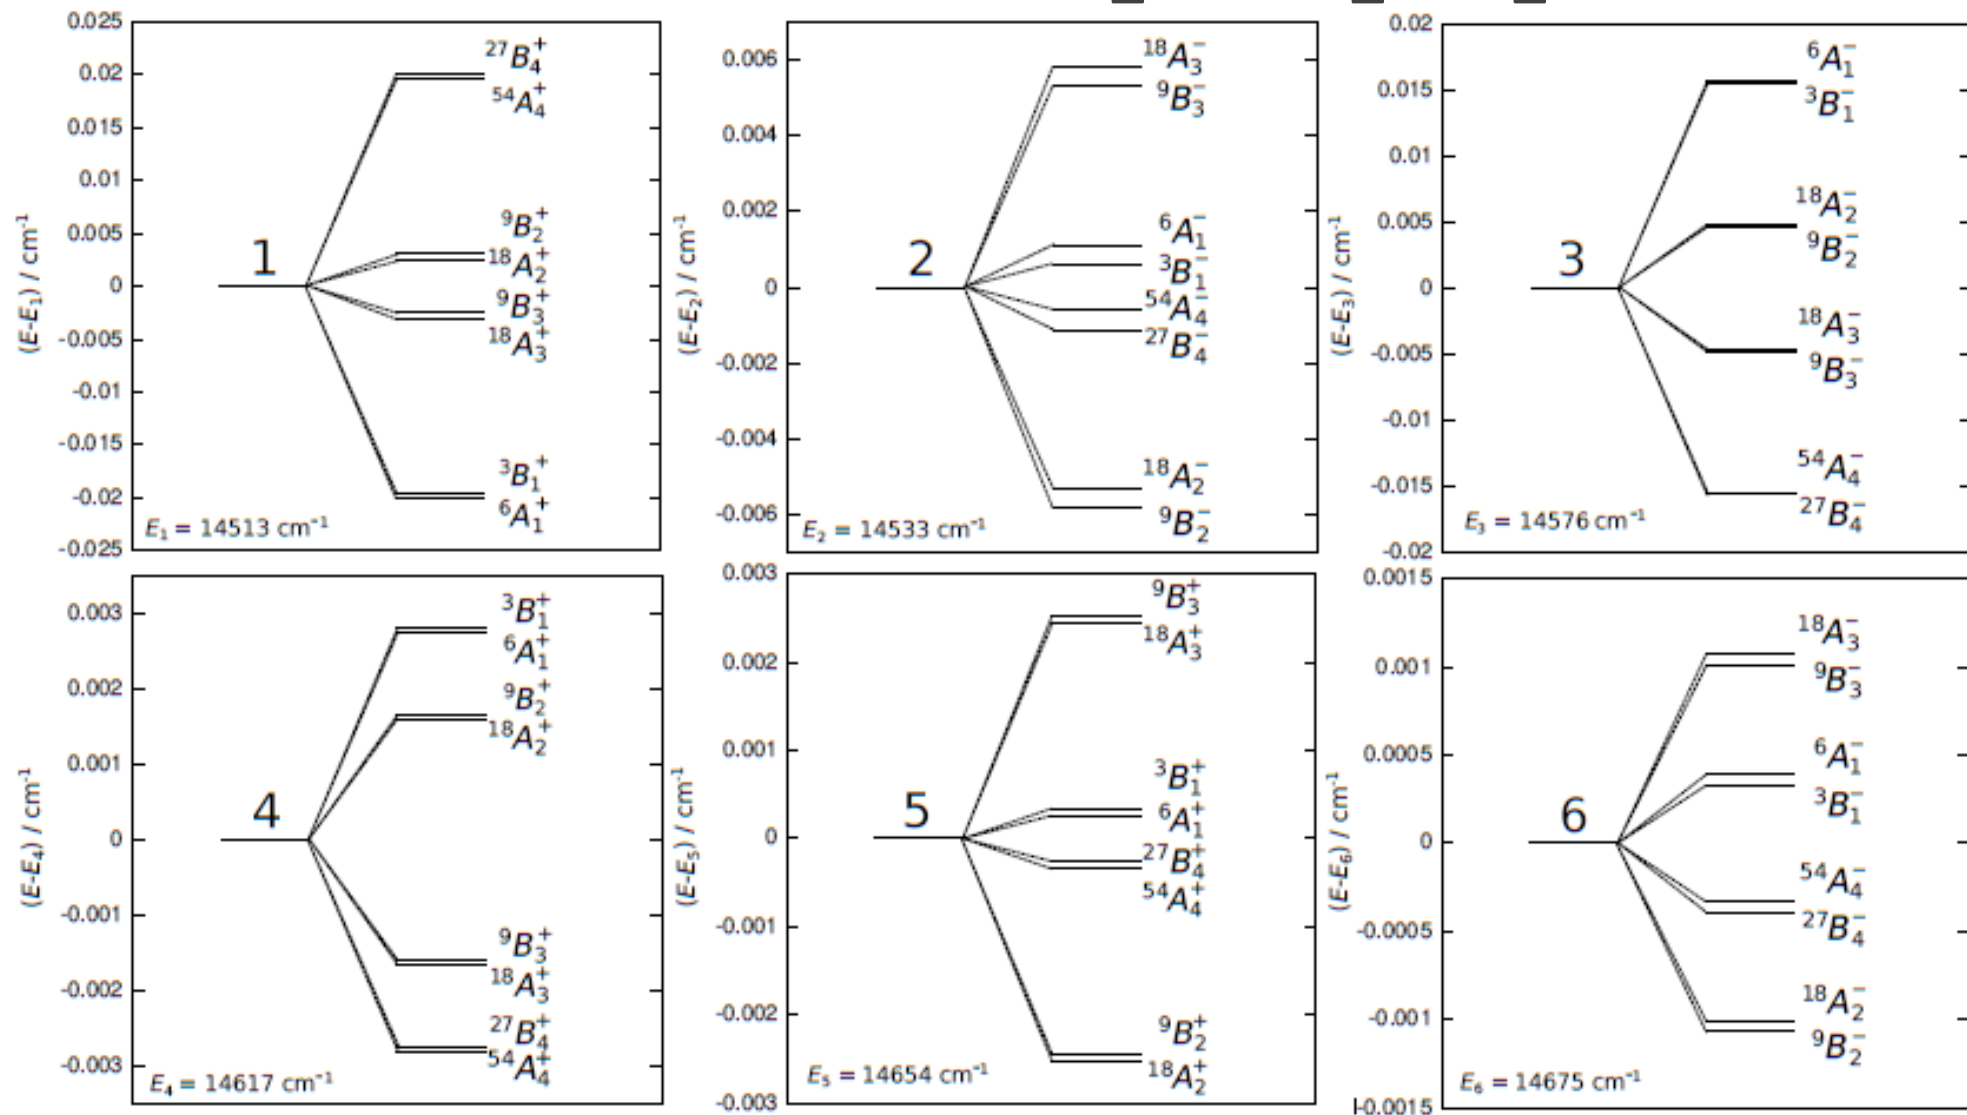 0.025
0.02
0.015
0.01
0.005
0
-0.005
-0.01
-0.015
-0.02
-0.025
(E-E₁) / cm⁻¹
1
²⁷B₄⁺
⁵⁴A₄⁺
⁹B₂⁺
¹⁸A₂⁺
⁹B₃⁺
¹⁸A₃⁺
³B₁⁺
⁶A₁⁺
E₁ = 14513 cm⁻¹
0.006
0.004
0.002
0
-0.002
-0.004
-0.006
(E-E₂) / cm⁻¹
2
¹⁸A₃⁻
⁹B₃⁻
⁶A₁⁻
³B₁⁻
⁵⁴A₄⁻
²⁷B₄⁻
¹⁸A₂⁻
⁹B₂⁻
E₂ = 14533 cm⁻¹
0.02
0.015
0.01
0.005
0
-0.005
-0.01
-0.015
-0.02
(E-E₃) / cm⁻¹
3
⁶A₁⁻
³B₁⁻
¹⁸A₂⁻
⁹B₂⁻
¹⁸A₃⁻
⁹B₃⁻
⁵⁴A₄⁻
²⁷B₄⁻
E₃ = 14576 cm⁻¹
0.003
0.002
0.001
0
-0.001
-0.002
-0.003
(E-E₄) / cm⁻¹
4
³B₁⁺
⁶A₁⁺
⁹B₂⁺
¹⁸A₂⁺
⁹B₃⁺
¹⁸A₃⁺
²⁷B₄⁺
⁵⁴A₄⁺
E₄ = 14617 cm⁻¹
0.003
0.002
0.001
0
-0.001
-0.002
-0.003
(E-E₅) / cm⁻¹
5
⁹B₃⁺
¹⁸A₃⁺
³B₁⁺
⁶A₁⁺
²⁷B₄⁺
⁵⁴A₄⁺
⁹B₂⁺
¹⁸A₂⁺
E₅ = 14654 cm⁻¹
0.0015
0.001
0.0005
0
-0.0005
-0.001
-0.0015
(E-E₆) / cm⁻¹
6
¹⁸A₃⁻
⁹B₃⁻
⁶A₁⁻
³B₁⁻
⁵⁴A₄⁻
²⁷B₄⁻
¹⁸A₂⁻
⁹B₂⁻
E₆ = 14675 cm⁻¹